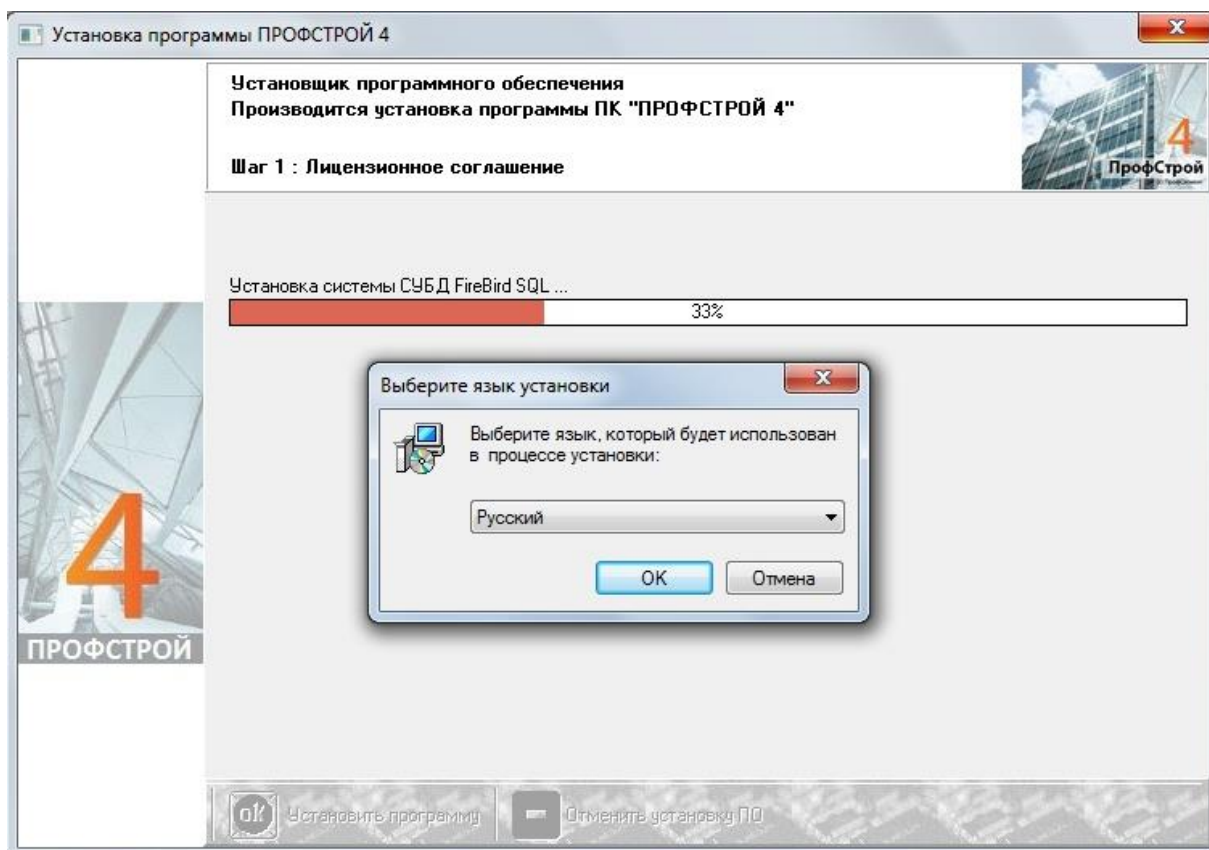 Установка программы ПРОФСТРОЙ 4
Установщик программного обеспечения
Производится установка программы ПК "ПРОФСТРОЙ 4"
Шаг 1 : Лицензионное соглашение
4
ПрофСтрой
Установка системы СУБД FireBird SQL ...
33%
Выберите язык установки
Выберите язык, который будет использован
в процессе установки:
Русский
OK
Отмена
4
ПРОФСТРОЙ
ok
Установить программу
Отменить установку ПО